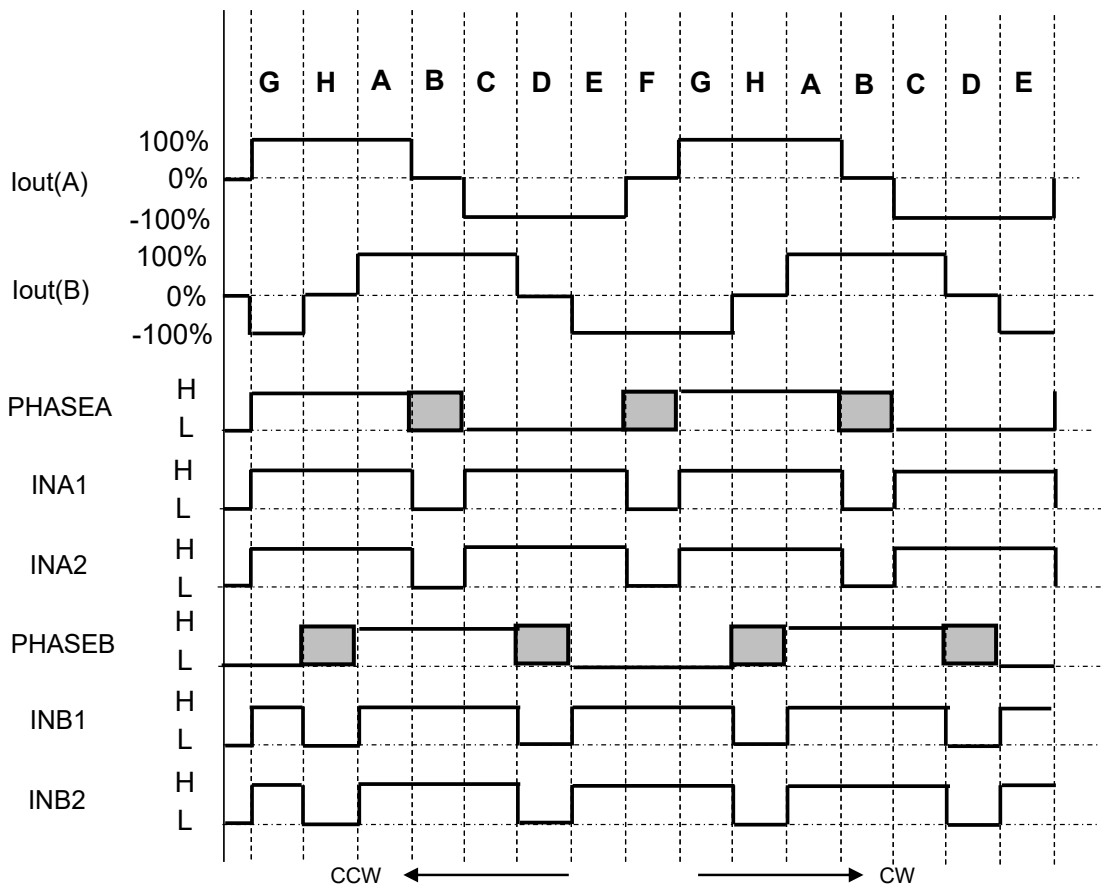 G H A B C D E F G H A B C D E
100%
Iout(A) 0%
-100%
100%
Iout(B) 0%
-100%
H
PHASEA
L
H
INA1
L
H
INA2
L
H
PHASEB
L
H
INB1
L
H
INB2
L
CCW CW